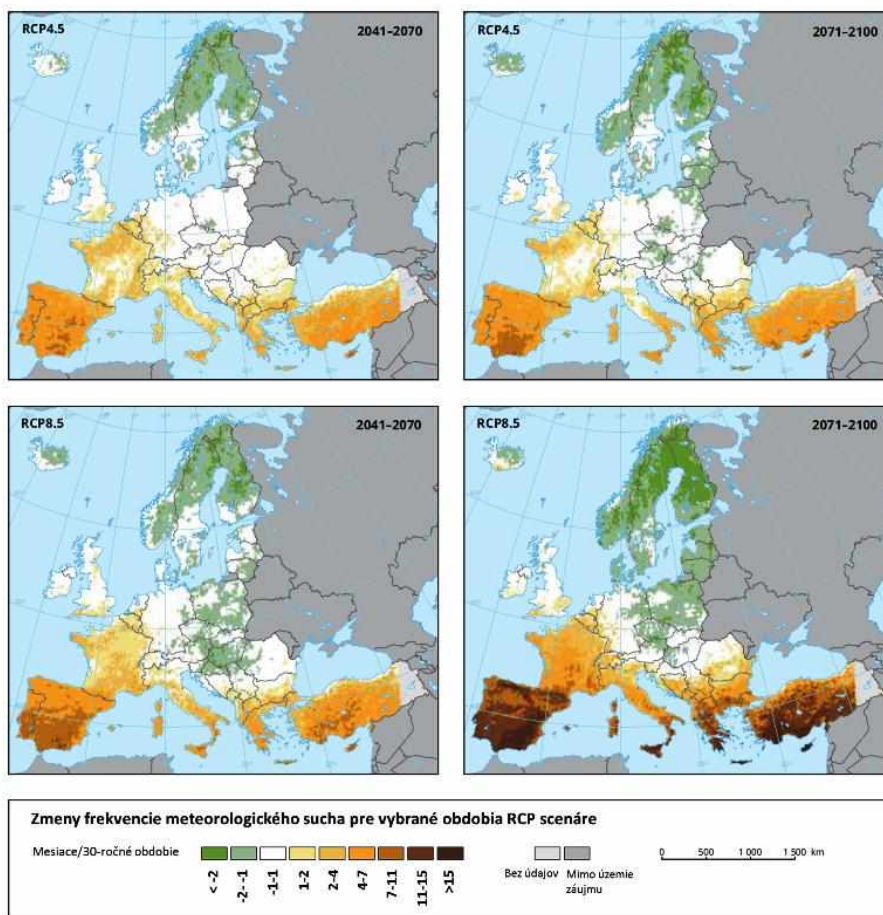 RCP4.5 2041–2070
RCP4.5 2071–2100
RCP8.5 2041–2070
RCP8.5 2071–2100
Zmeny frekvencie meteorologického sucha pre vybrané obdobia RCP scenáre
Mesiace/30-ročné obdobie
< -2
-2- -1
-1-1
1-2
2-4
4-7
7-11
11-15
>15
Bez údajov
Mimo územie
záujmu
0 500 1 000 1 500 km